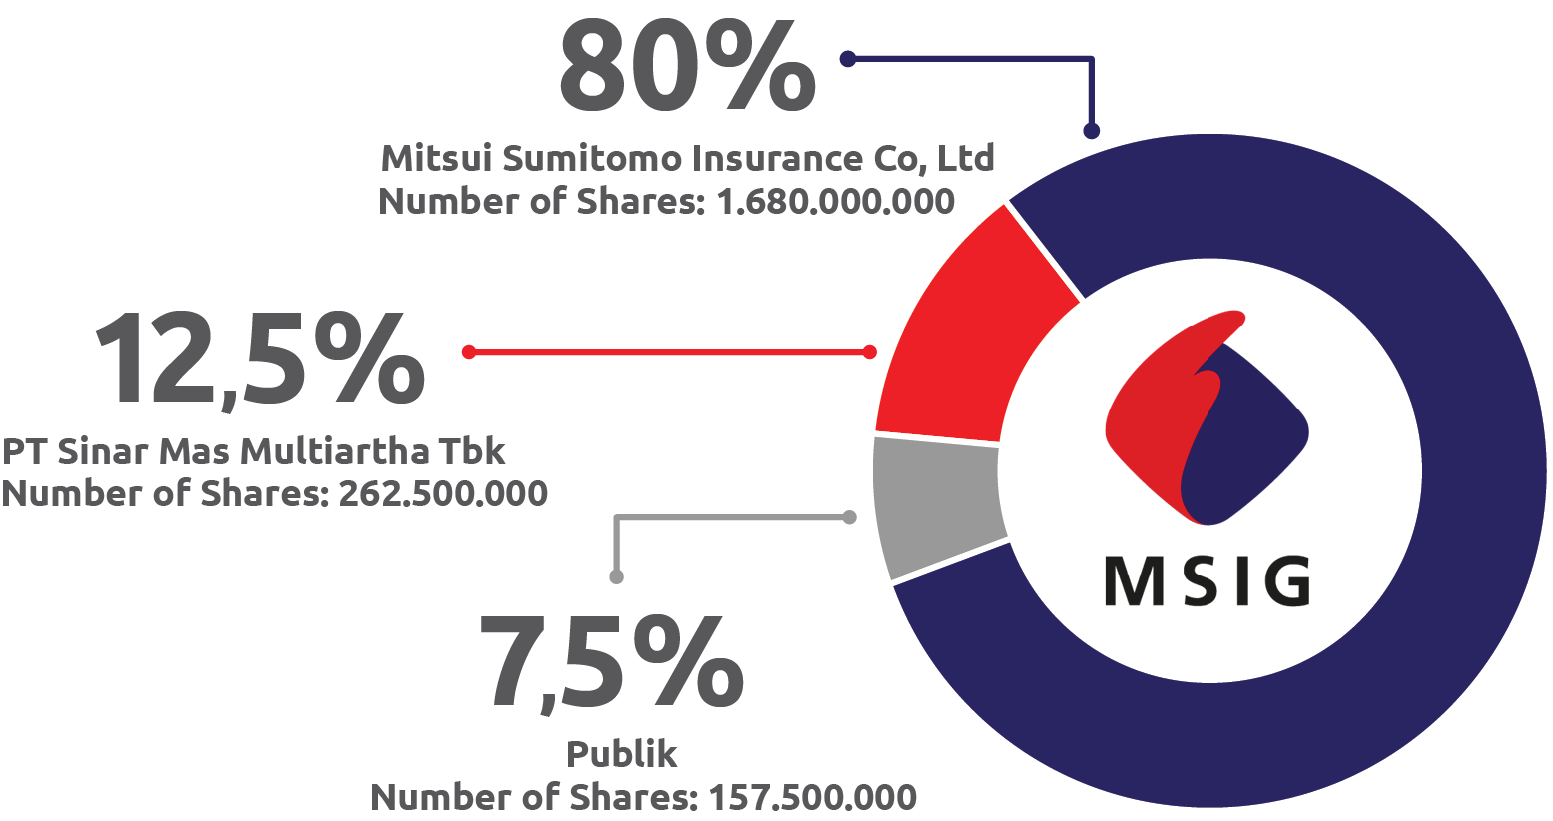 80%
Mitsui Sumitomo Insurance Co, Ltd
Number of Shares: 1.680.000.000
12,5%
PT Sinar Mas Multiartha Tbk
Number of Shares: 262.500.000
7,5%
Publik
Number of Shares: 157.500.000
MSIG